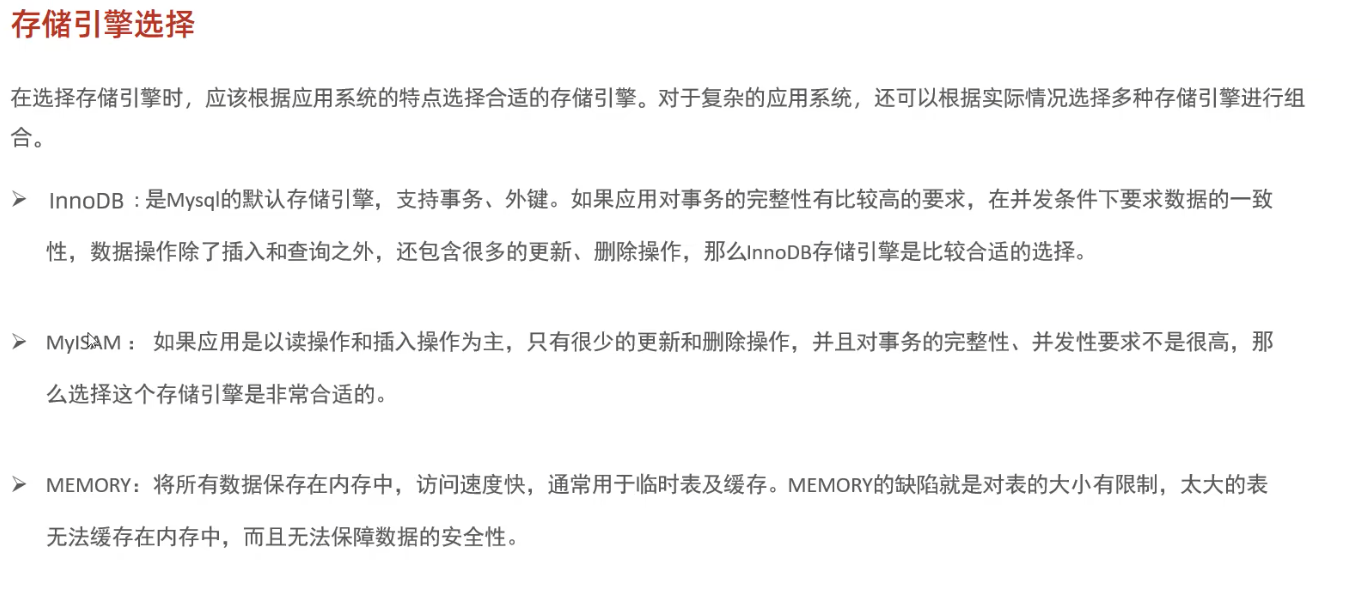 存储引擎选择
在选择存储引擎时，应该根据应用系统的特点选择合适的存储引擎。对于复杂的应用系统，还可以根据实际情况选择多种存储引擎进行组
合。
➢ InnoDB : 是Mysql的默认存储引擎，支持事务、外键。如果应用对事务的完整性有比较高的要求，在并发条件下要求数据的一致
性，数据操作除了插入和查询之外，还包含很多的更新、删除操作，那么InnoDB存储引擎是比较合适的选择。
➢ MyISAM ： 如果应用是以读操作和插入操作为主，只有很少的更新和删除操作，并且对事务的完整性、并发性要求不是很高，那
么选择这个存储引擎是非常合适的。
➢ MEMORY：将所有数据保存在内存中，访问速度快，通常用于临时表及缓存。MEMORY的缺陷就是对表的大小有限制，太大的表
无法缓存在内存中，而且无法保障数据的安全性。